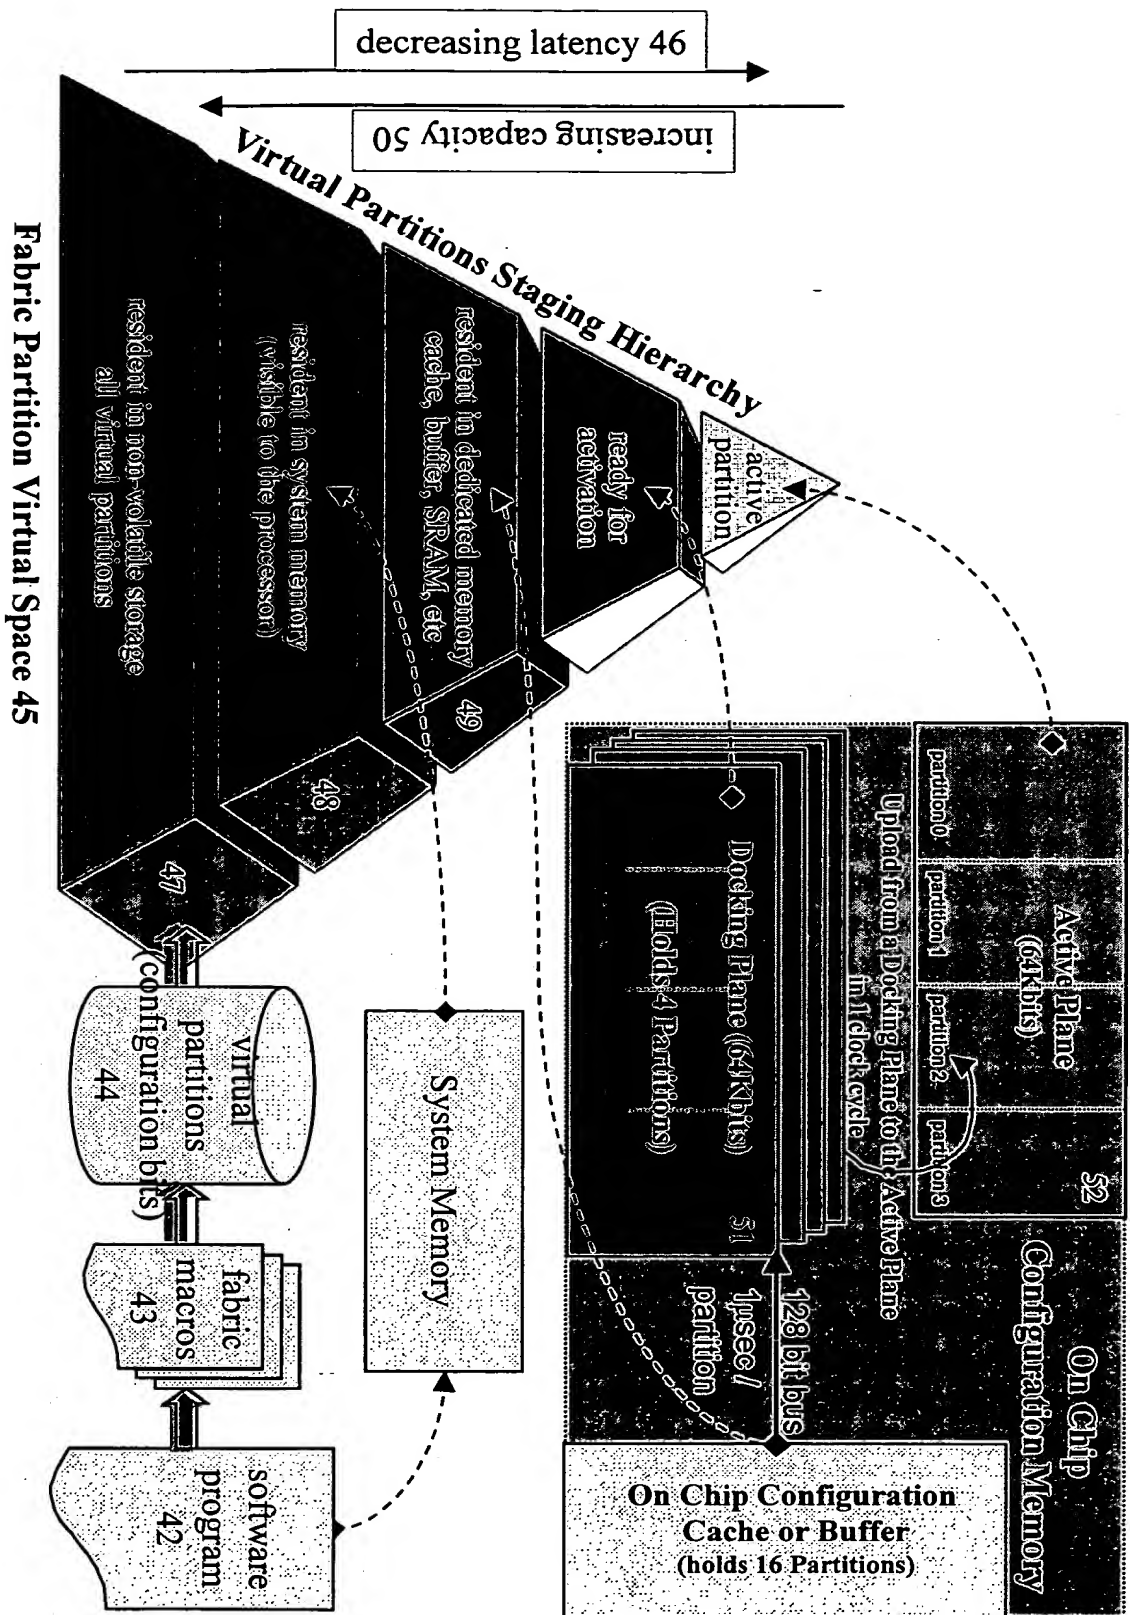 decreasing latency 46
increasing capacity 50
Virtual Partitions Staging Hierarchy
active
partition
ready for
activation
resident in dedicated memory
cache, buffer, SRAM, etc
49
resident in system memory
(visible to the processor)
48
resident in non-volatile storage
all virtual partitions
47
Fabric Partition Virtual Space 45
On Chip
Configuration Memory
Active Plane
(64Kbits)
52
partition 0
partition 1
partition 2
partition 3
Upload from a Docking Plane to the Active Plane
in 1 clock cycle
Docking Plane (64Kbits)
(Holds 4 Partitions)
51
128 bit bus
1μsec /
partition
On Chip Configuration
Cache or Buffer
(holds 16 Partitions)
System Memory
virtual
partitions
(configuration bits)
44
fabric
macros
43
software
program
42